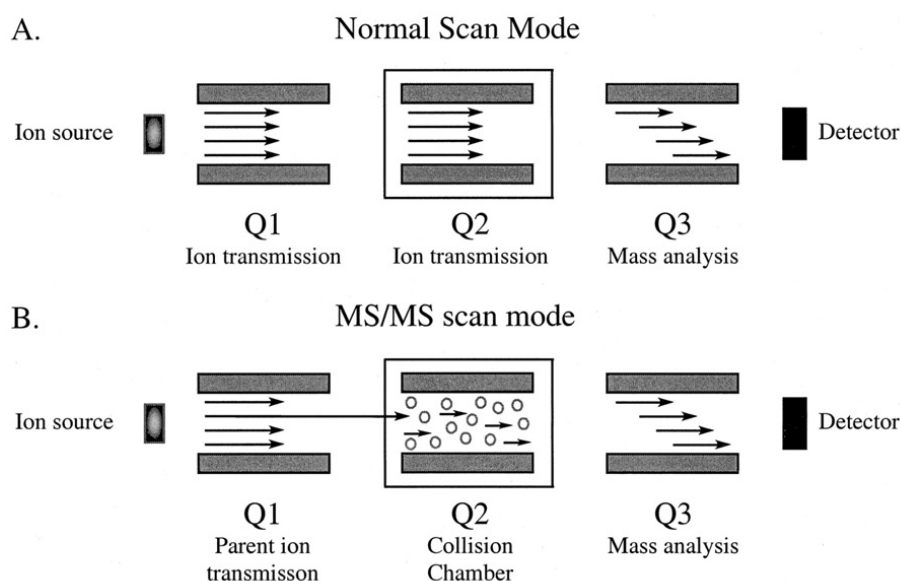 A.
Normal Scan Mode
Ion source
Detector
Q1
Q2
Q3
Ion transmission
Ion transmission
Mass analysis
B.
MS/MS scan mode
Ion source
Detector
Q1
Q2
Q3
Parent ion
transmisson
Collision
Chamber
Mass analysis